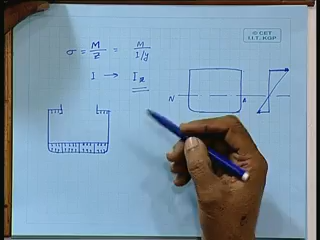 © CET
I.I.T. KGP
σ = M/Z = M/(I/y)
I → Iz
N A